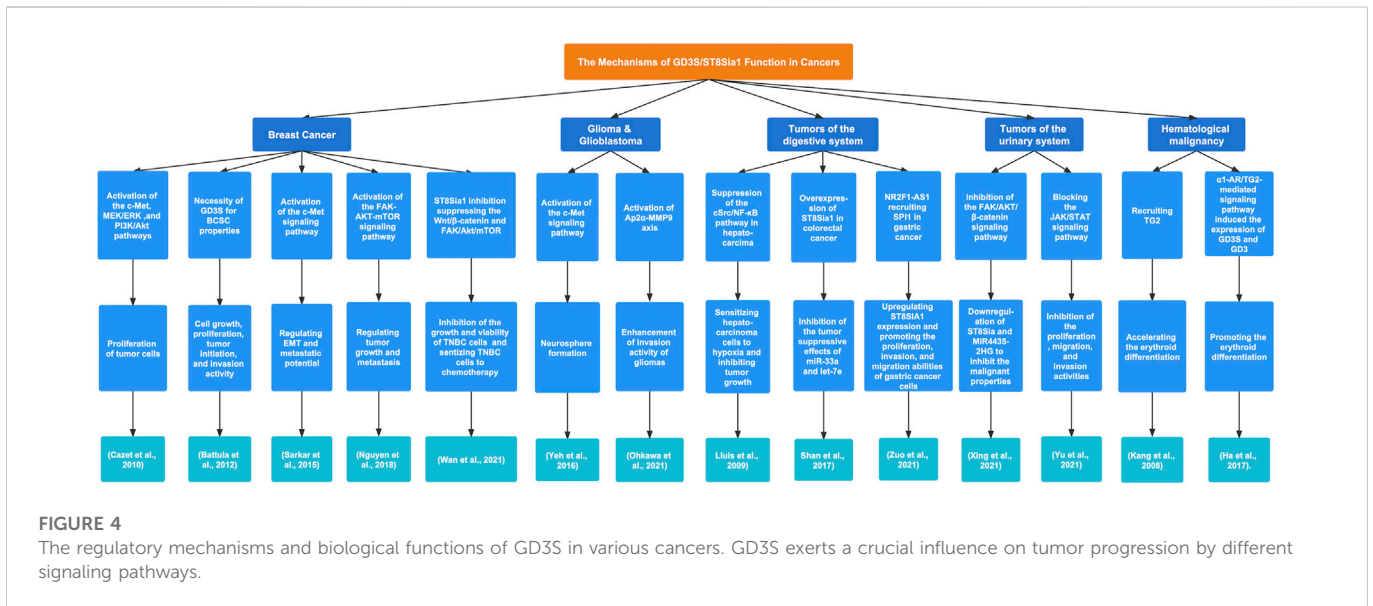 The Mechanisms of GD3S/ST8Sia1 Function in Cancers
Breast Cancer
Glioma &
Glioblastoma
Tumors of the
digestive system
Tumors of the
urinary system
Hematological
malignancy
Activation of
the c-Met,
MEK/ERK ,and
PI3K/Akt
pathways
Necessity of
GD3S for
BCSC
properties
Activation of
the c-Met
signaling
pathway
Activation of
the FAK-
AKT-mTOR
signaling
pathway
ST8Sia1 inhibition
suppressing the
Wnt/β-catenin and
FAK/Akt/mTOR
Activation of
the c-Met
signaling
pathway
Activation of
Ap2α-MMP9
axis
Suppression
of the
cSrc/NF-κB
pathway in
hepato-
carcima
Overexpres-
sion of
ST8Sia1 in
colorectal
cancer
NR2F1-AS1
recruiting
SPI1 in
gastric
cancer
Inhibition of
the FAK/AKT/
β-catenin
signaling
pathway
Blocking
the
JAK/STAT
signaling
pathway
Recruiting
TG2
α1-AR/TG2-
mediated
signaling
pathway
induced the
expression of
GD3S and
GD3
Proliferation
of tumor cells
Cell growth,
proliferation,
tumor
initiation,
and invasion
activity
Regulating
EMT and
metastatic
potential
Regulating
tumor
growth and
metastasis
Inhibition of the
growth and viability
of TNBC cells and
sentizing TNBC
cells to
chemotherapy
Neurosphere
formation
Enhancement
of invasion
activity of
gliomas
Sensitizing
hepato-
carcinoma
cells to
hypoxia and
inhibiting
tumor
growth
Inhibition of
the tumor
suppressive
effects of
miR-33a
and let-7e
Upregulating
ST8SIA1
expression and
promoting the
proliferation,
invasion, and
migration abilities
of gastric cancer
cells
Downregul-
ation of
ST8Sia and
MIR4435-
2HG to
inhibit the
malignant
properties
Inhibition of
the
proliferation
, migration,
and
invasion
activities
Accelerating
the erythroid
differentiation
Promoting the
erythroid
differentiation
(Cazet et al.,
2010)
(Battula et
al., 2012)
(Sarkar et
al., 2015)
(Nguyen et
al., 2018)
(Wan et al., 2021)
(Yeh et al.,
2016)
(Ohkawa et
al., 2021)
Lluis et al.,
2009)
Shan et al.,
2017)
(Zuo et al.,
2021)
(Xing et al.,
2021)
(Yu et al.,
2021)
(Kang et al.,
2008)
(Ha et al.,
2017).
FIGURE 4
The regulatory mechanisms and biological functions of GD3S in various cancers. GD3S exerts a crucial influence on tumor progression by different
signaling pathways.